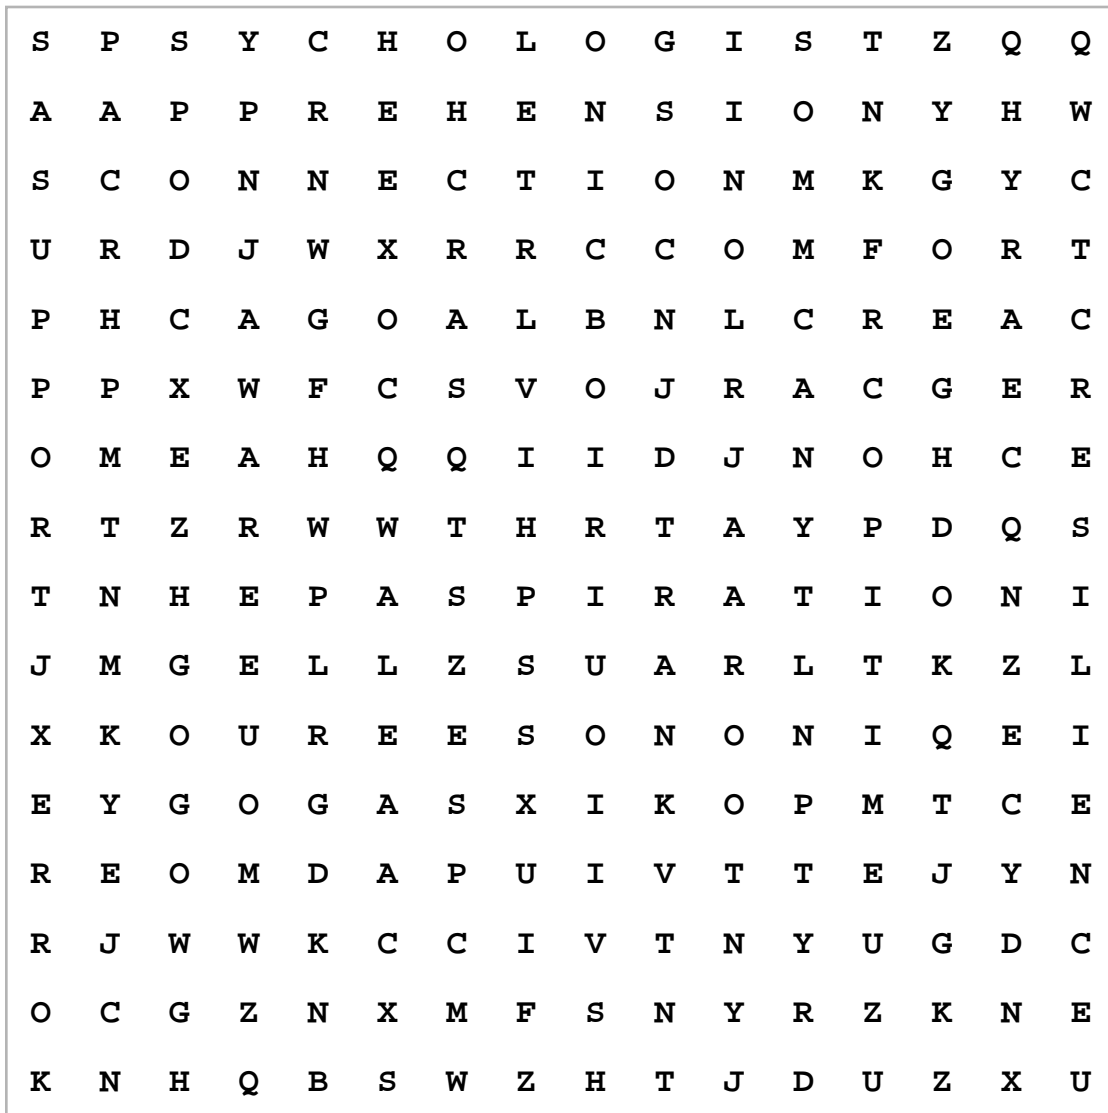 S P S Y C H O L O G I S T Z Q Q
A A P P R E H E N S I O N Y H W
S C O N N E C T I O N M K G Y C
U R D J W X R R C C O M F O R T
P H C A G O A L B N L C R E A C
P P X W F C S V O J R A C G E R
O M E A H Q Q I I D J N O H C E
R T Z R W W T H R T A Y P D Q S
T N H E P A S P I R A T I O N I
J M G E L L Z S U A R L T K Z L
X K O U R E E S O N O N I Q E I
E Y G O G A S X I K O P M T C E
R E O M D A P U I V T T E J Y N
R J W W K C C I V T N Y U G D C
O C G Z N X M F S N Y R Z K N E
K N H Q B S W Z H T J D U Z X U